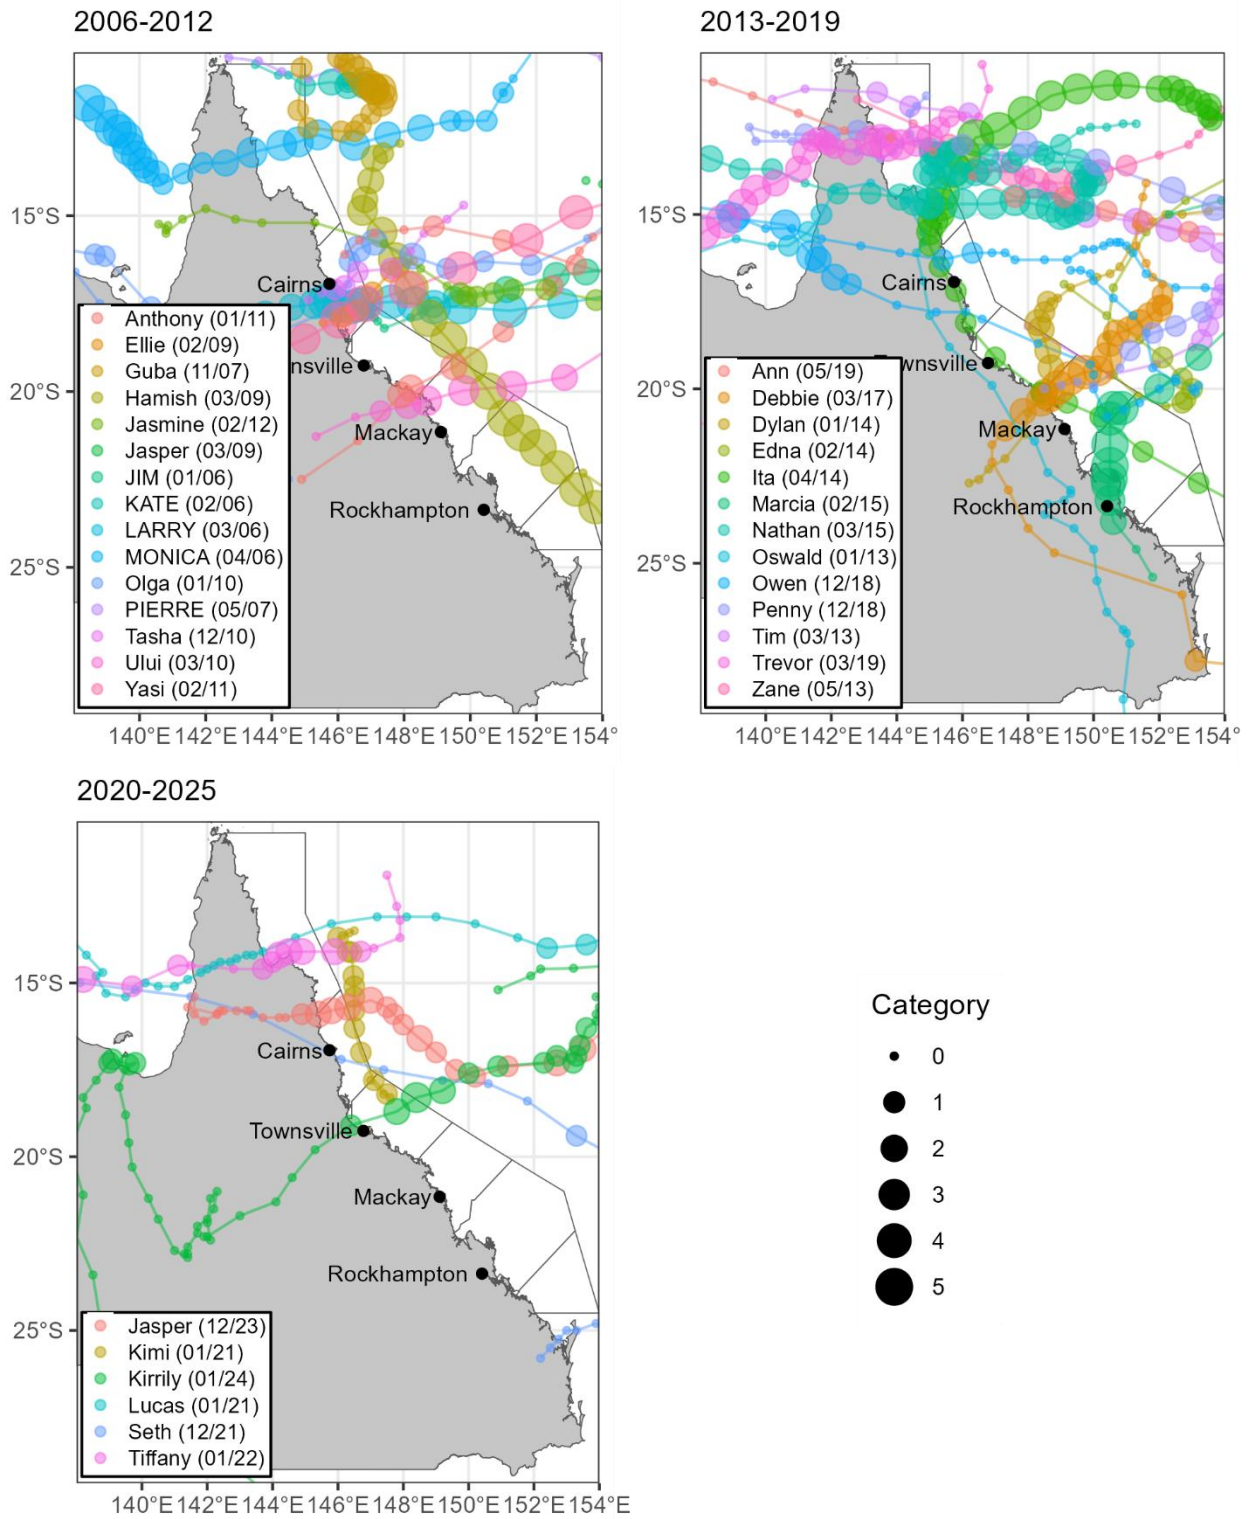 2006-2012
15°S
20°S
25°S
Cairns
nsville
Mackay
Rockhampton
Anthony (01/11)
Ellie (02/09)
Guba (11/07)
Hamish (03/09)
Jasmine (02/12)
Jasper (03/09)
JIM (01/06)
KATE (02/06)
LARRY (03/06)
MONICA (04/06)
Olga (01/10)
PIERRE (05/07)
Tasha (12/10)
Ului (03/10)
Yasi (02/11)
140°E 142°E 144°E 146°E 148°E 150°E 152°E 154°
2013-2019
15°S
20°S
25°S
Cairns
wnsville
Mackay
Rockhampton
Ann (05/19)
Debbie (03/17)
Dylan (01/14)
Edna (02/14)
Ita (04/14)
Marcia (02/15)
Nathan (03/15)
Oswald (01/13)
Owen (12/18)
Penny (12/18)
Tim (03/13)
Trevor (03/19)
Zane (05/13)
140°E 142°E 144°E 146°E 148°E 150°E 152°E 154°
2020-2025
15°S
20°S
25°S
Cairns
Townsville
Mackay
Rockhampton
Jasper (12/23)
Kimi (01/21)
Kirrily (01/24)
Lucas (01/21)
Seth (12/21)
Tiffany (01/22)
140°E 142°E 144°E 146°E 148°E 150°E 152°E 154°E
Category
0
1
2
3
4
5